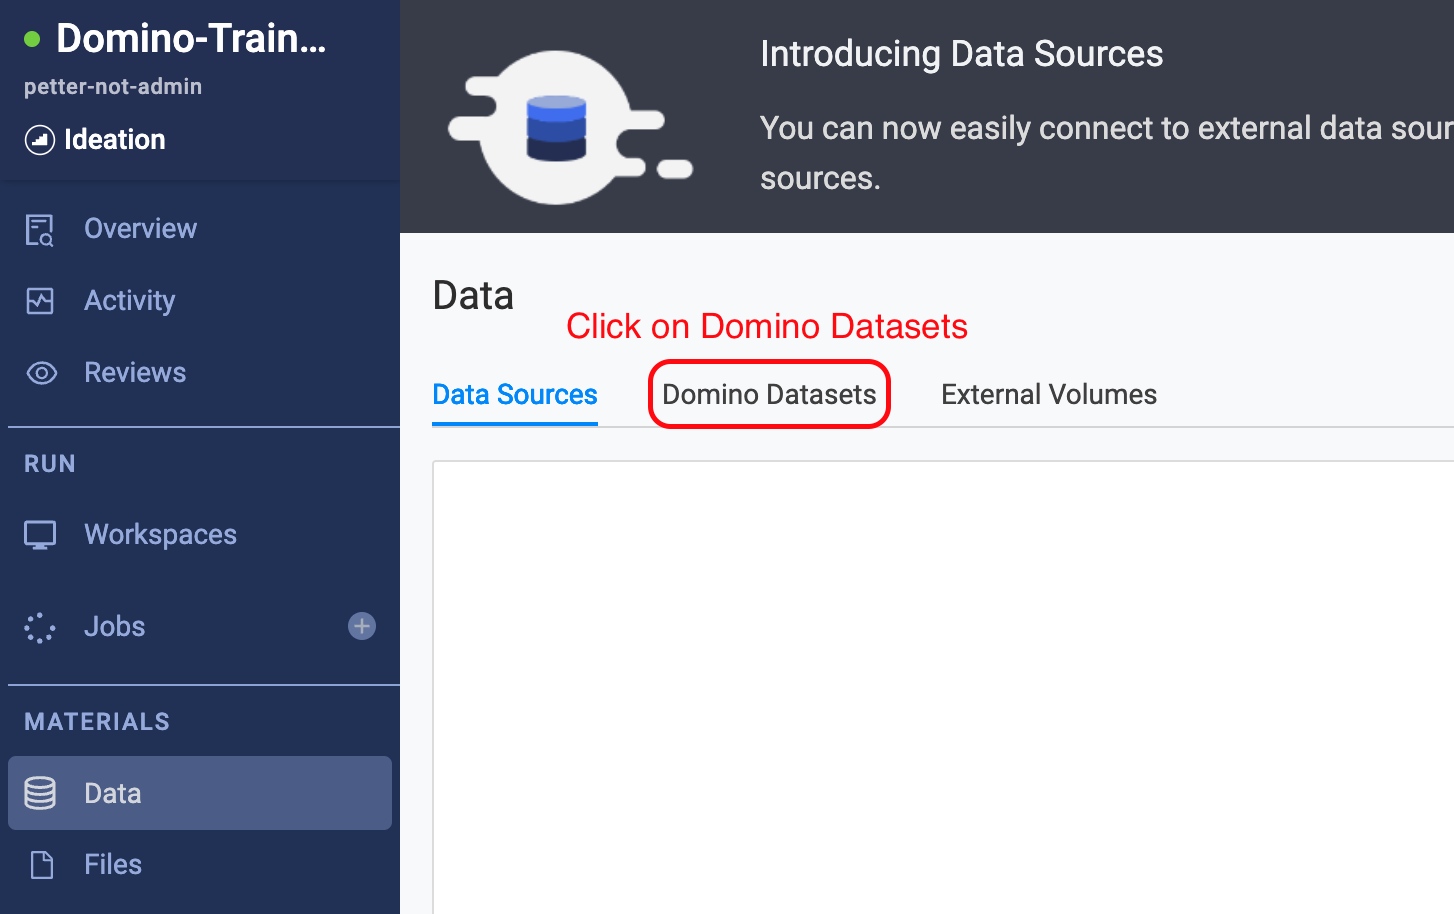 Domino-Train...
petter-not-admin
Ideation
Overview
Activity
Reviews
RUN
Workspaces
Jobs
MATERIALS
Data
Files
Introducing Data Sources
You can now easily connect to external data
sources.
Data
Click on Domino Datasets
Data Sources
Domino Datasets
External Volumes